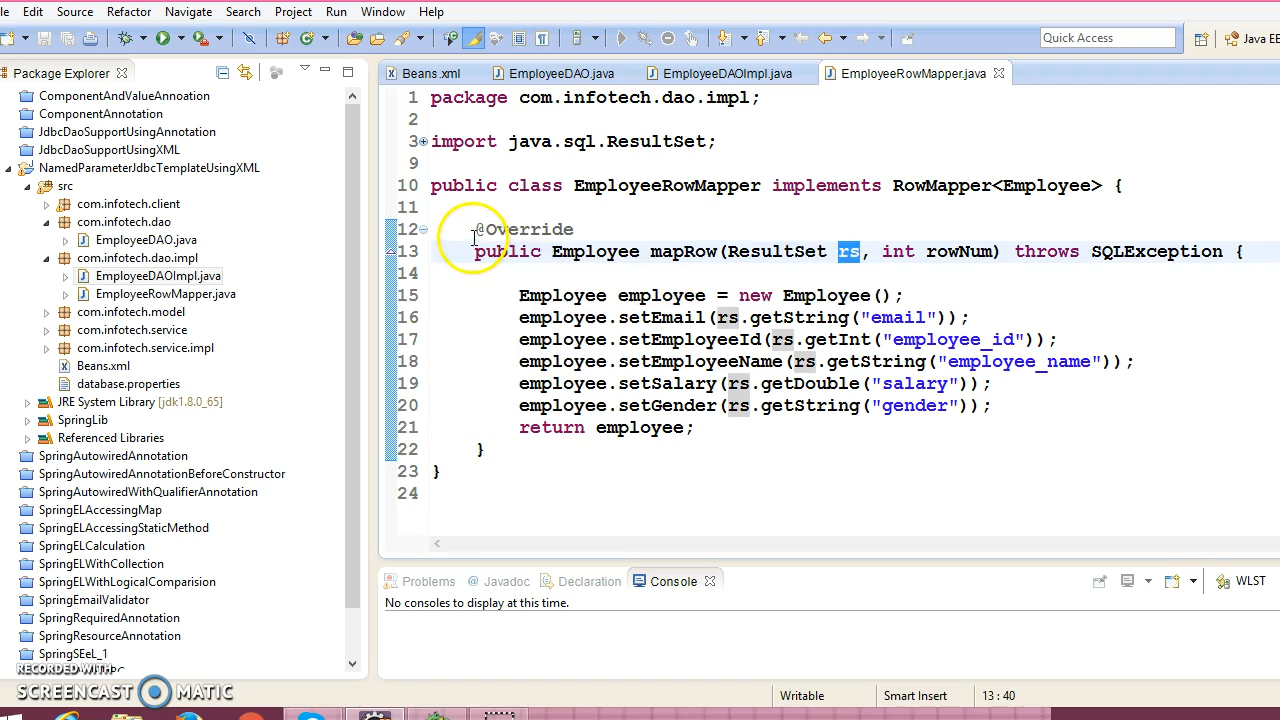 le Edit Source Refactor Navigate Search Project Run Window Help
Quick Access
Java EE
Package Explorer
ComponentAndValueAnnoation
ComponentAnnotation
JdbcDaoSupportUsingAnnotation
JdbcDaoSupportUsingXML
NamedParameterJdbcTemplateUsingXML
src
com.infotech.client
com.infotech.dao
EmployeeDAO.java
com.infotech.dao.impl
EmployeeDAOImpl.java
EmployeeRowMapper.java
com.infotech.model
com.infotech.service
com.infotech.service.impl
Beans.xml
database.properties
JRE System Library [jdk1.8.0_65]
SpringLib
Referenced Libraries
SpringAutowiredAnnotation
SpringAutowiredAnnotationBeforeConstructor
SpringAutowiredWithQualifierAnnotation
SpringELAccessingMap
SpringELAccessingStaticMethod
SpringELCalculation
SpringELWithCollection
SpringELWithLogicalComparision
SpringEmailValidator
SpringRequiredAnnotation
SpringResourceAnnotation
SpringSEeL_1
Beans.xml EmployeeDAO.java EmployeeDAOImpl.java EmployeeRowMapper.java
1 package com.infotech.dao.impl;
2
3 import java.sql.ResultSet;
9
10 public class EmployeeRowMapper implements RowMapper<Employee> {
11
12 @Override
13 public Employee mapRow(ResultSet rs, int rowNum) throws SQLException {
14
15 Employee employee = new Employee();
16 employee.setEmail(rs.getString("email"));
17 employee.setEmployeeId(rs.getInt("employee_id"));
18 employee.setEmployeeName(rs.getString("employee_name"));
19 employee.setSalary(rs.getDouble("salary"));
20 employee.setGender(rs.getString("gender"));
21 return employee;
22 }
23 }
24
Problems @ Javadoc Declaration Console WLST
No consoles to display at this time.
RECORDED WITH
SCREENCAST MATIC
Writable Smart Insert 13 : 40